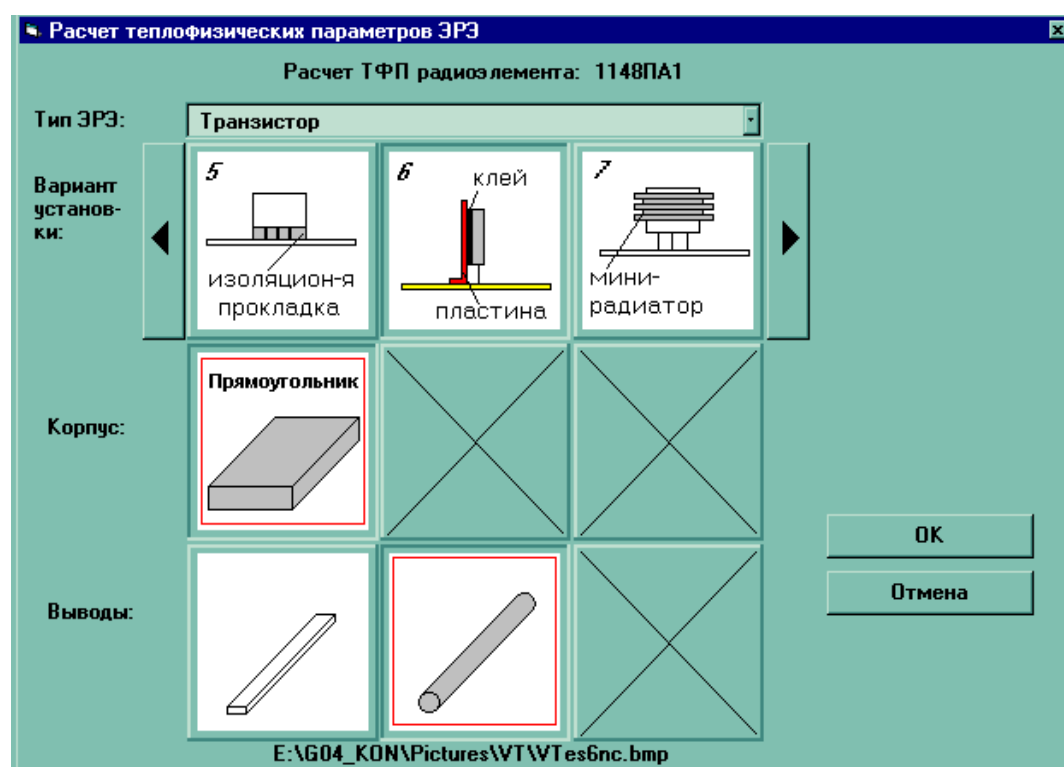 Расчет теплофизических параметров ЭРЭ
Расчет ТФП радиоэлемента: 1148ПА1
Тип ЭРЭ:
Транзистор
Вариант
установ-
ки:
5
изоляцион-я
прокладка
6
клей
пластина
7
мини-
радиатор
Корпус:
Прямоугольник
OK
Отмена
Выводы:
E:\G04_KON\Pictures\VT\VTes6nc.bmp